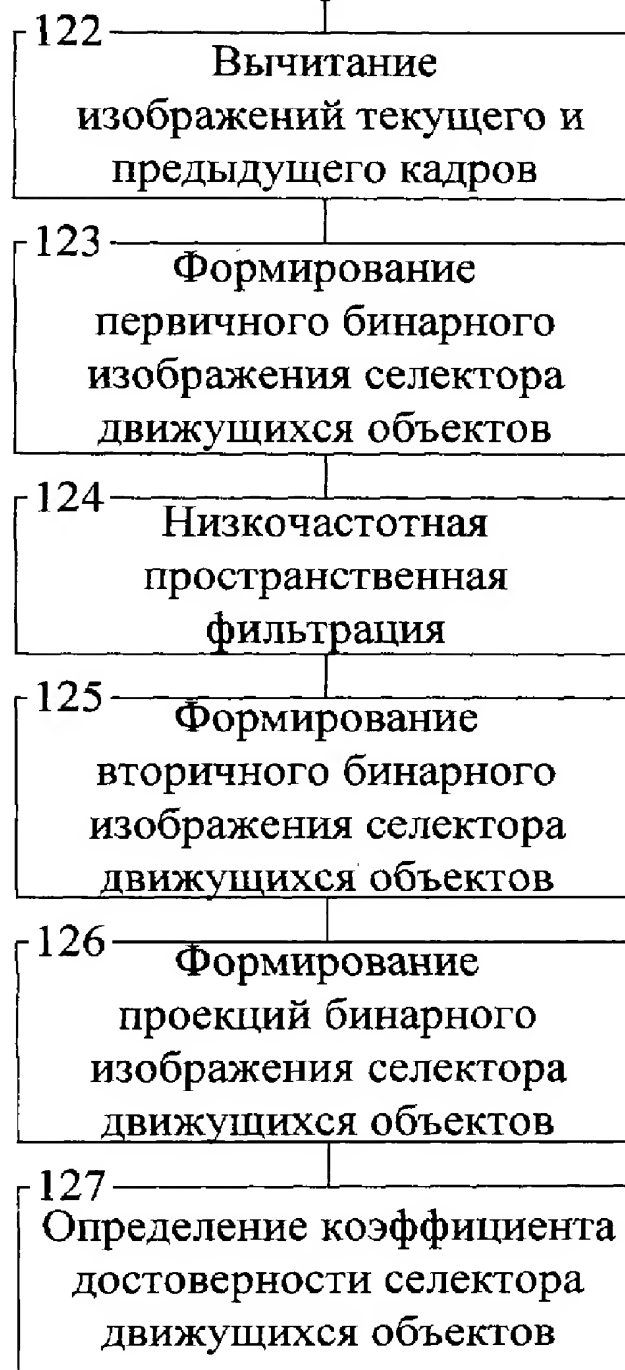 122
Вычитание
изображений текущего и
предыдущего кадров
123
Формирование
первичного бинарного
изображения селектора
движущихся объектов
124
Низкочастотная
пространственная
фильтрация
125
Формирование
вторичного бинарного
изображения селектора
движущихся объектов
126
Формирование
проекций бинарного
изображения селектора
движущихся объектов
127
Определение коэффициента
достоверности селектора
движущихся объектов